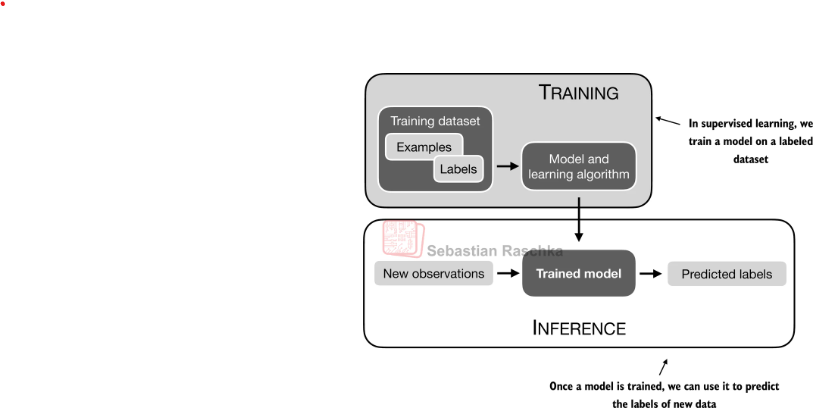 TRAINING
Training dataset
Examples
Labels
Model and
learning algorithm
In supervised learning, we
train a model on a labeled
dataset
Sebastian Raschka
New observations
Trained model
Predicted labels
INFERENCE
Once a model is trained, we can use it to predict
the labels of new data